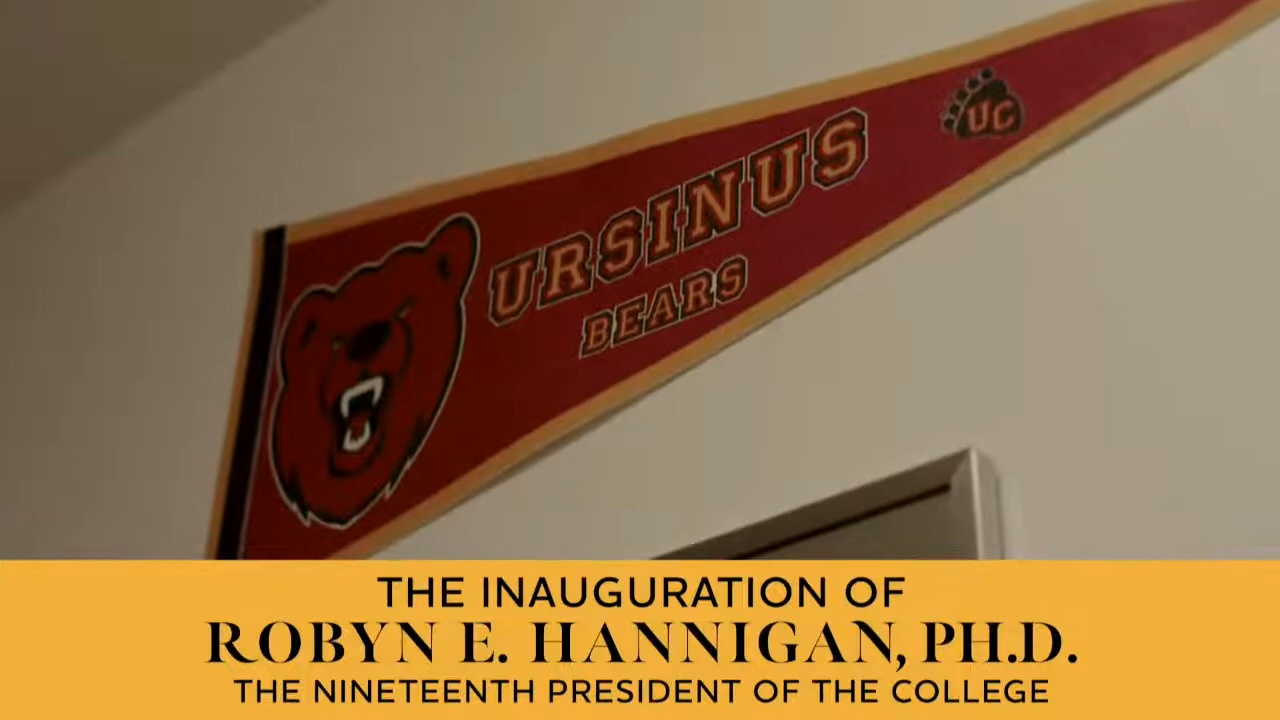 URSINUS
BEARS
UC
THE INAUGURATION OF
ROBYN E. HANNIGAN, PH.D.
THE NINETEENTH PRESIDENT OF THE COLLEGE